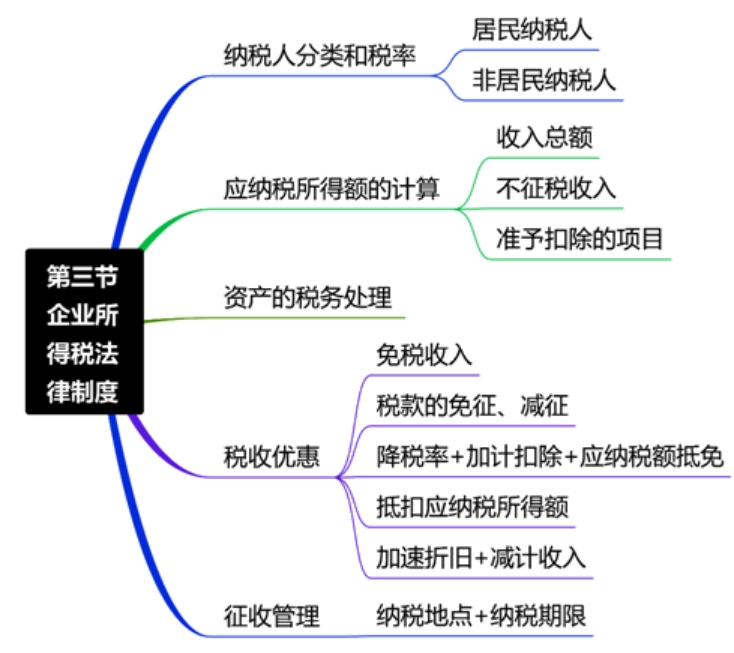 第三节
企业所
得税法
律制度
纳税人分类和税率
居民纳税人
非居民纳税人
应纳税所得额的计算
收入总额
不征税收入
准予扣除的项目
资产的税务处理
税收优惠
免税收入
税款的免征、减征
降税率+加计扣除+应纳税额抵免
抵扣应纳税所得额
加速折旧+减计收入
征收管理
纳税地点+纳税期限